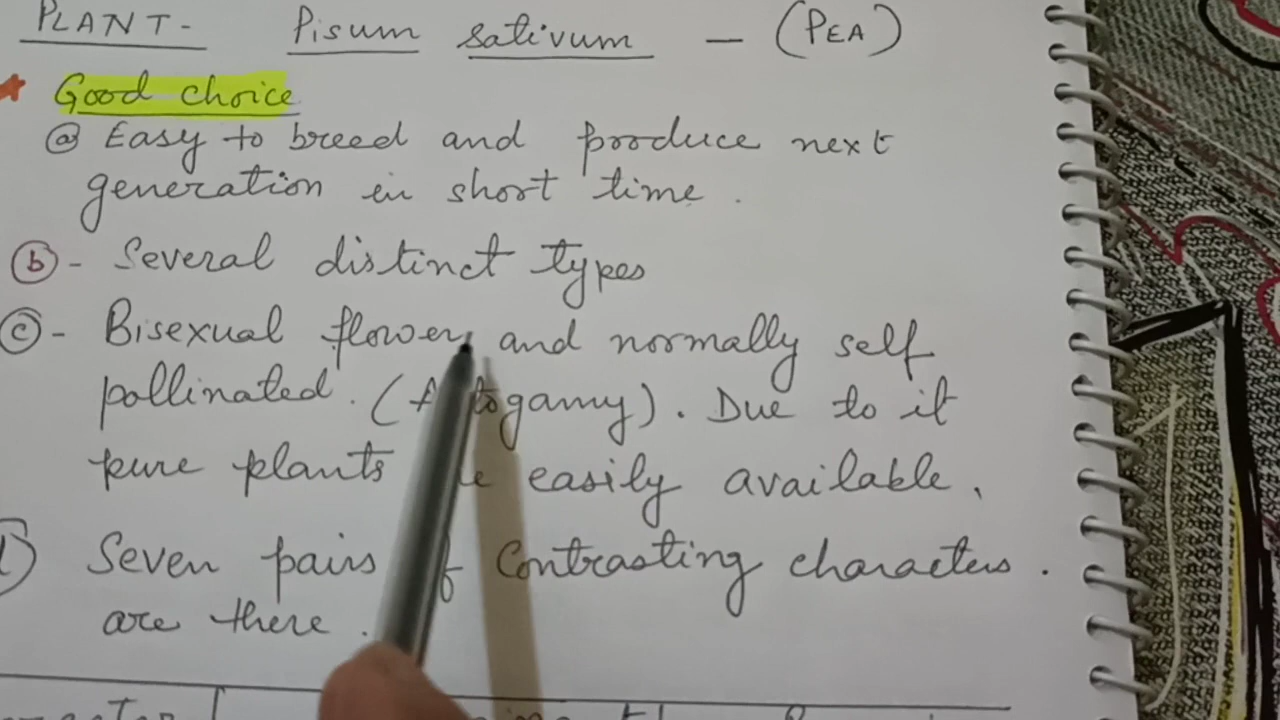 PLANT- Pisum sativum - (PEA)
Good choice
@ Easy to breed and produce next
generation in short time.
(b) - Several distinct types
(c) - Bisexual flower and normally self
pollinated. ( ). Due to it
pure plants easily available.
Seven pairs Contrasting characters.
are there.